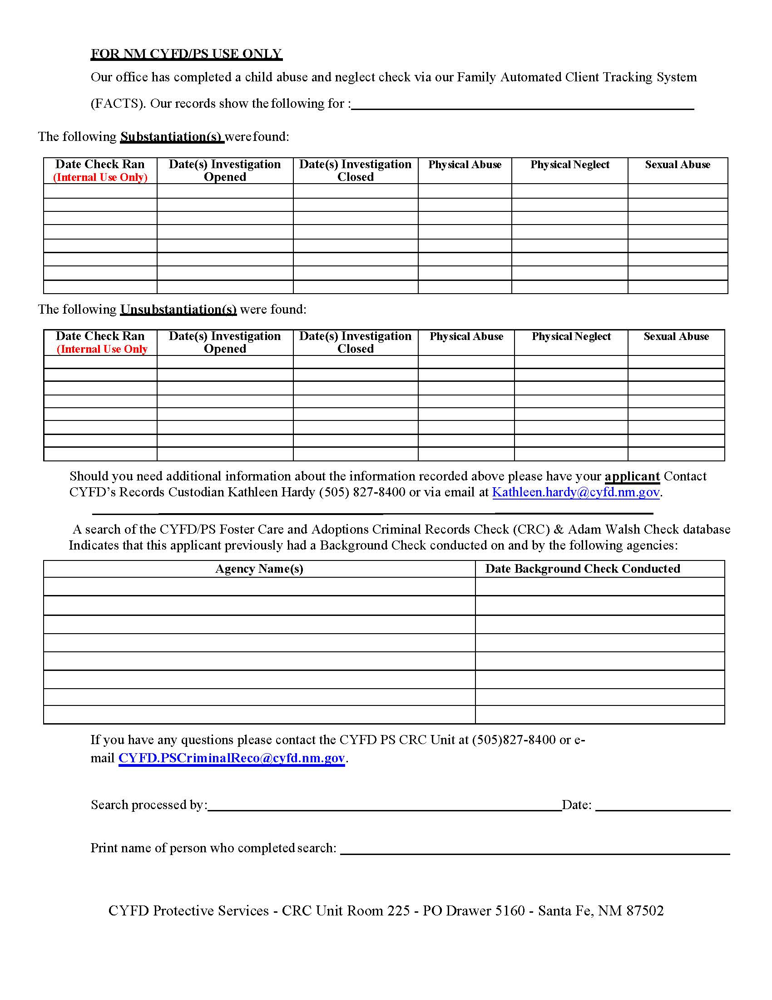 FOR NM CYFD/PS USE ONLY
Our office has completed a child abuse and neglect check via our Family Automated Client Tracking System
(FACTS). Our records show the following for :
The following Substantiation(s) were found:
Date Check Ran Date(s) Investigation Date(s) Investigation Physical Abuse Physical Neglect Sexual Abuse
(Internal Use Only) Opened Closed
The following Unsubstantiation(s) were found:
Date Check Ran Date(s) Investigation Date(s) Investigation Physical Abuse Physical Neglect Sexual Abuse
(Internal Use Only Opened Closed
Should you need additional information about the information recorded above please have your applicant Contact
CYFD’s Records Custodian Kathleen Hardy (505) 827-8400 or via email at Kathleen.hardy@cyfd.nm.gov.
A search of the CYFD/PS Foster Care and Adoptions Criminal Records Check (CRC) & Adam Walsh Check database
Indicates that this applicant previously had a Background Check conducted on and by the following agencies:
Agency Name(s) Date Background Check Conducted
If you have any questions please contact the CYFD PS CRC Unit at (505)827-8400 or e-
mail CYFD.PSCriminalReco@cyfd.nm.gov.
Search processed by: Date:
Print name of person who completed search:
CYFD Protective Services - CRC Unit Room 225 - PO Drawer 5160 - Santa Fe, NM 87502